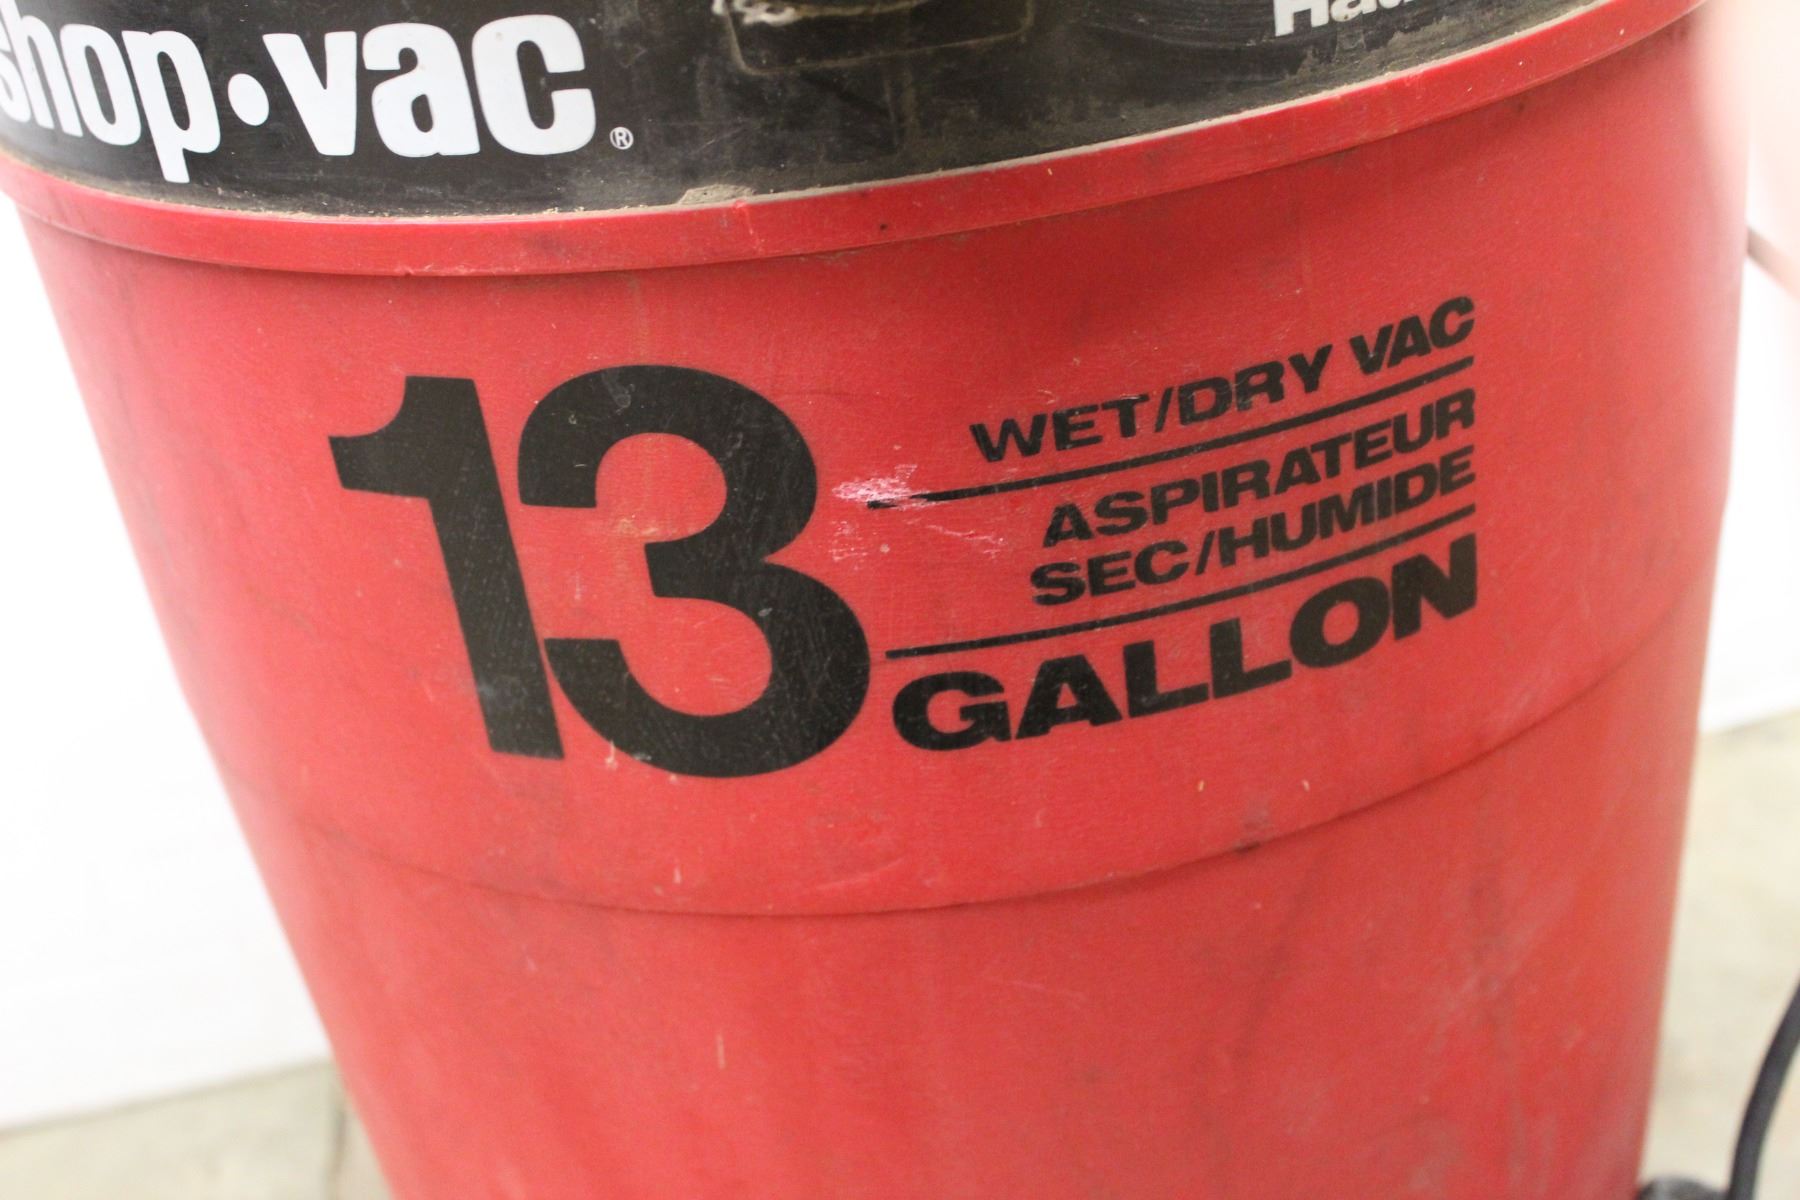 shop·vac®
13
WET/DRY VAC
ASPIRATEUR
SEC/HUMIDE
GALLON